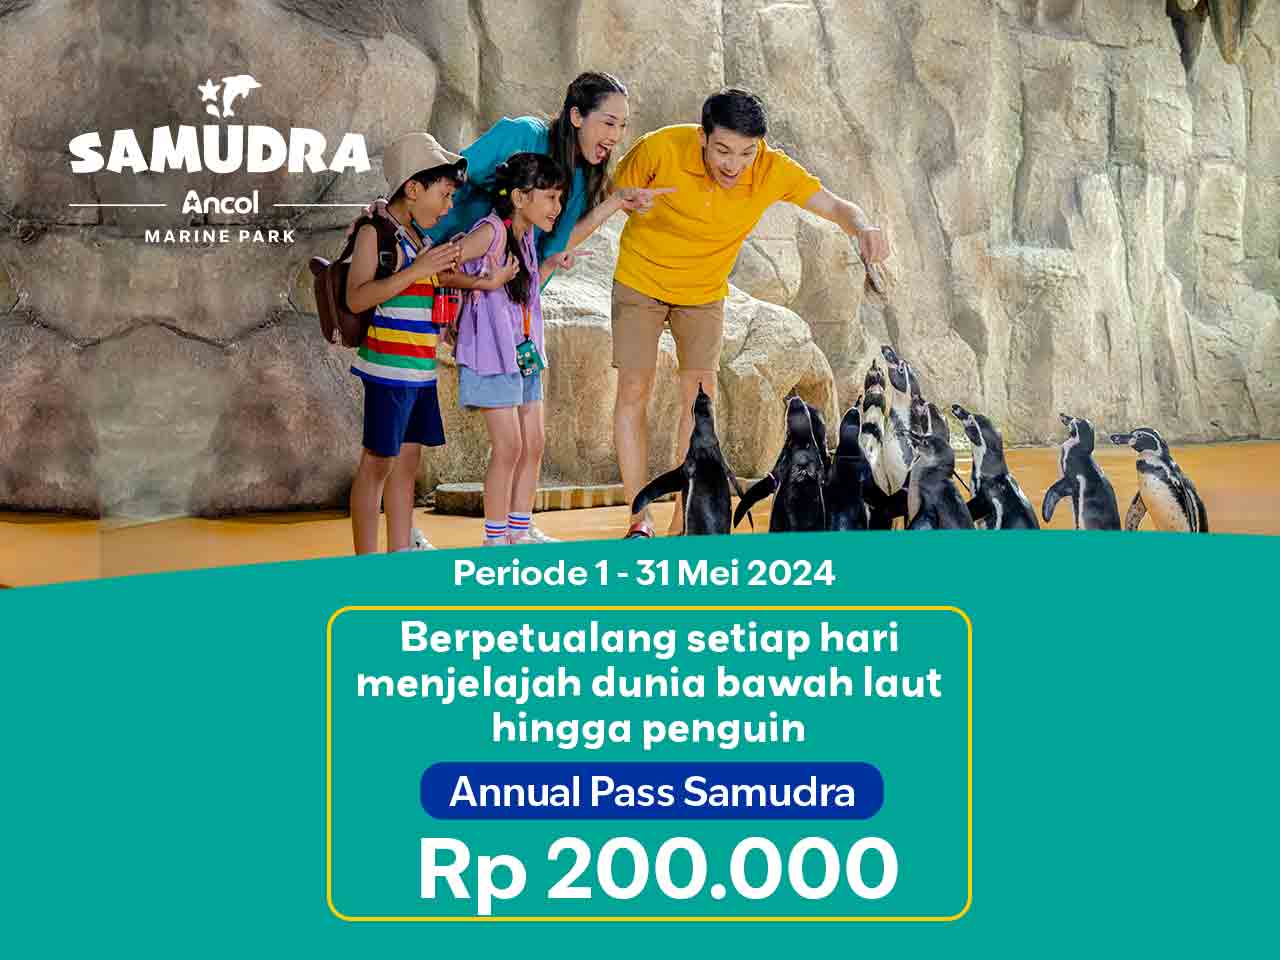 SAMUDRA
Ancol
MARINE PARK
Periode 1 - 31 Mei 2024
Berpetualang setiap hari
menjelajah dunia bawah laut
hingga penguin
Annual Pass Samudra
Rp 200.000